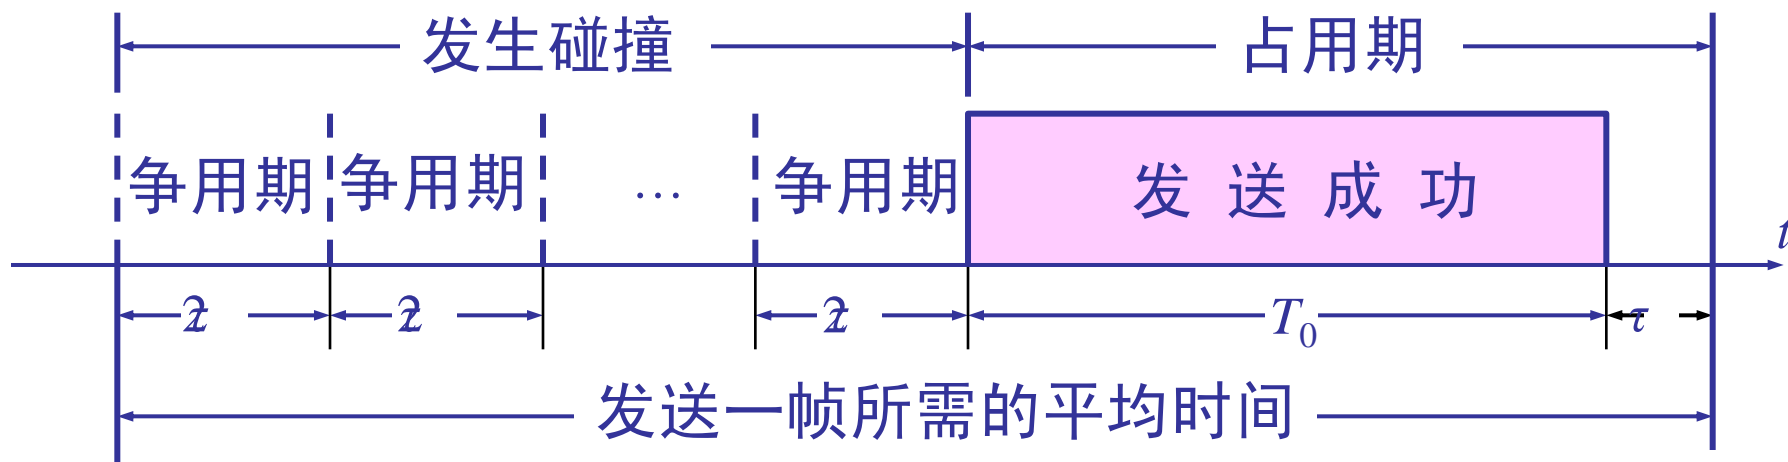 发生碰撞 占用期
争用期 争用期 … 争用期 发送成功
t
2τ 2τ 2τ T₀ τ
发送一帧所需的平均时间